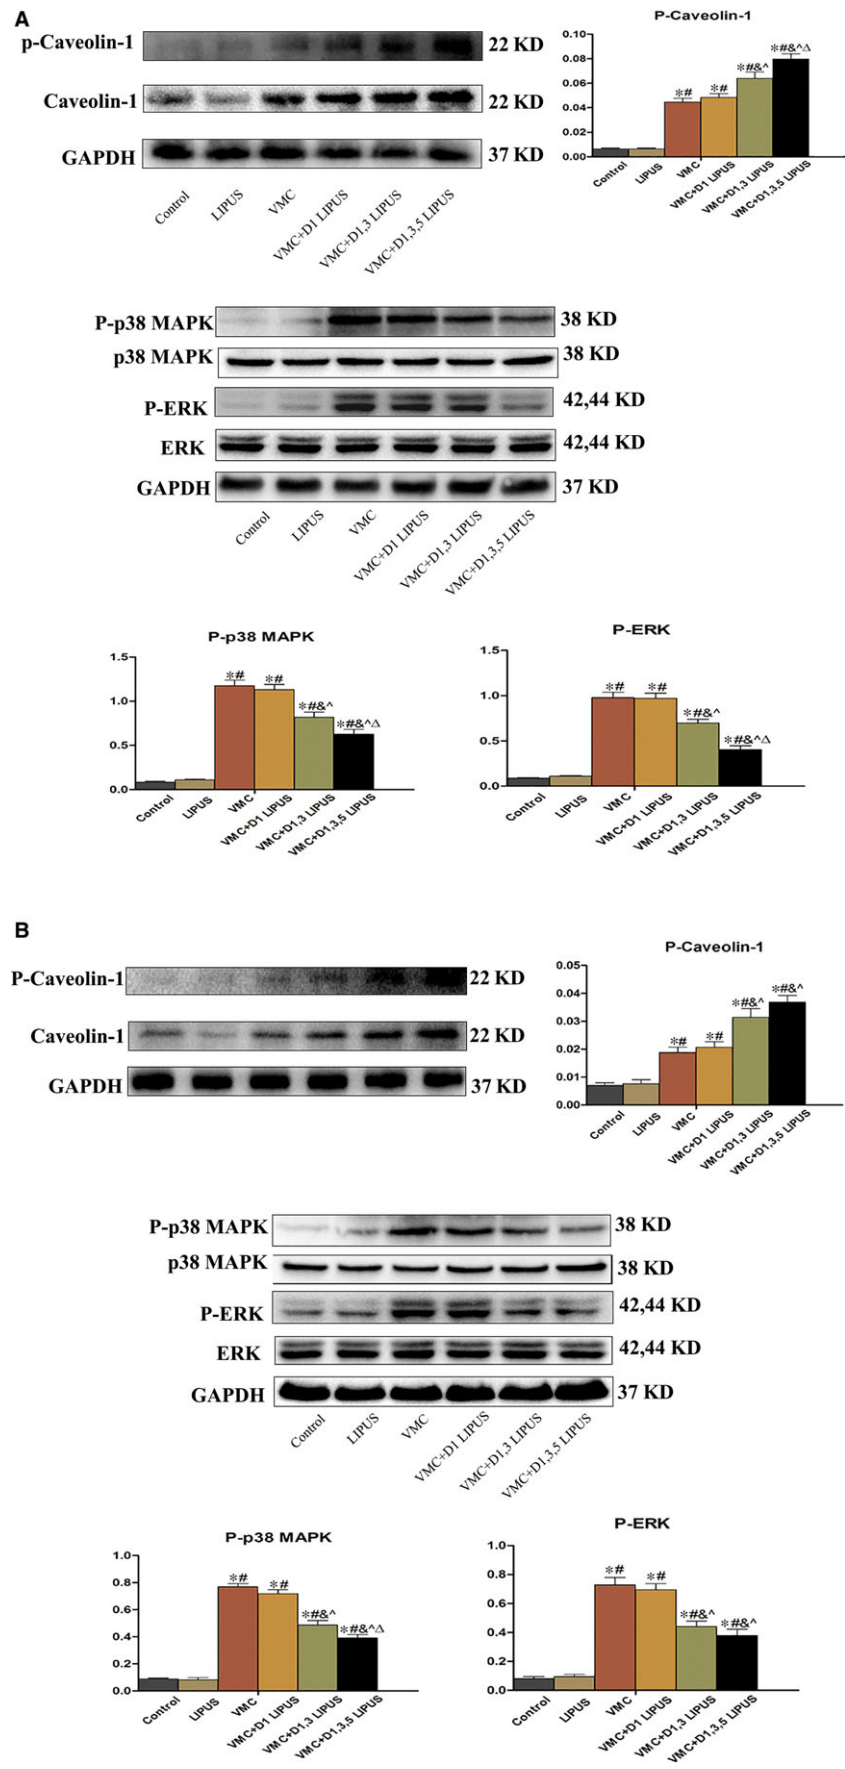 A
p-Caveolin-1 22 KD
Caveolin-1 22 KD
GAPDH 37 KD
Control LIPUS VMC VMC+D1 LIPUS VMC+D1,3 LIPUS VMC+D1,3,5 LIPUS
P-Caveolin-1
0.10
0.08
0.06
0.04
0.02
0.00
*# *# *#&^ *#&^Δ
Control LIPUS VMC VMC+D1 LIPUS VMC+D1,3 LIPUS VMC+D1,3,5 LIPUS
P-p38 MAPK 38 KD
p38 MAPK 38 KD
P-ERK 42,44 KD
ERK 42,44 KD
GAPDH 37 KD
Control LIPUS VMC VMC+D1 LIPUS VMC+D1,3 LIPUS VMC+D1,3,5 LIPUS
P-p38 MAPK
1.5
1.0
0.5
0.0
*# *# *#&^ *#&^Δ
Control LIPUS VMC VMC+D1 LIPUS VMC+D1,3 LIPUS VMC+D1,3,5 LIPUS
P-ERK
1.5
1.0
0.5
0.0
*# *# *#&^ *#&^Δ
Control LIPUS VMC VMC+D1 LIPUS VMC+D1,3 LIPUS VMC+D1,3,5 LIPUS
B
P-Caveolin-1 22 KD
Caveolin-1 22 KD
GAPDH 37 KD
P-Caveolin-1
0.05
0.04
0.03
0.02
0.01
0.00
*# *# *#&^ *#&^
Control LIPUS VMC VMC+D1 LIPUS VMC+D1,3 LIPUS VMC+D1,3,5 LIPUS
P-p38 MAPK 38 KD
p38 MAPK 38 KD
P-ERK 42,44 KD
ERK 42,44 KD
GAPDH 37 KD
Control LIPUS VMC VMC+D1 LIPUS VMC+D1,3 LIPUS VMC+D1,3,5 LIPUS
P-p38 MAPK
1.0
0.8
0.6
0.4
0.2
0.0
*# *# *#&^ *#&^Δ
Control LIPUS VMC VMC+D1 LIPUS VMC+D1,3 LIPUS VMC+D1,3,5 LIPUS
P-ERK
1.0
0.8
0.6
0.4
0.2
0.0
*# *# *#&^ *#&^
Control LIPUS VMC VMC+D1 LIPUS VMC+D1,3 LIPUS VMC+D1,3,5 LIPUS